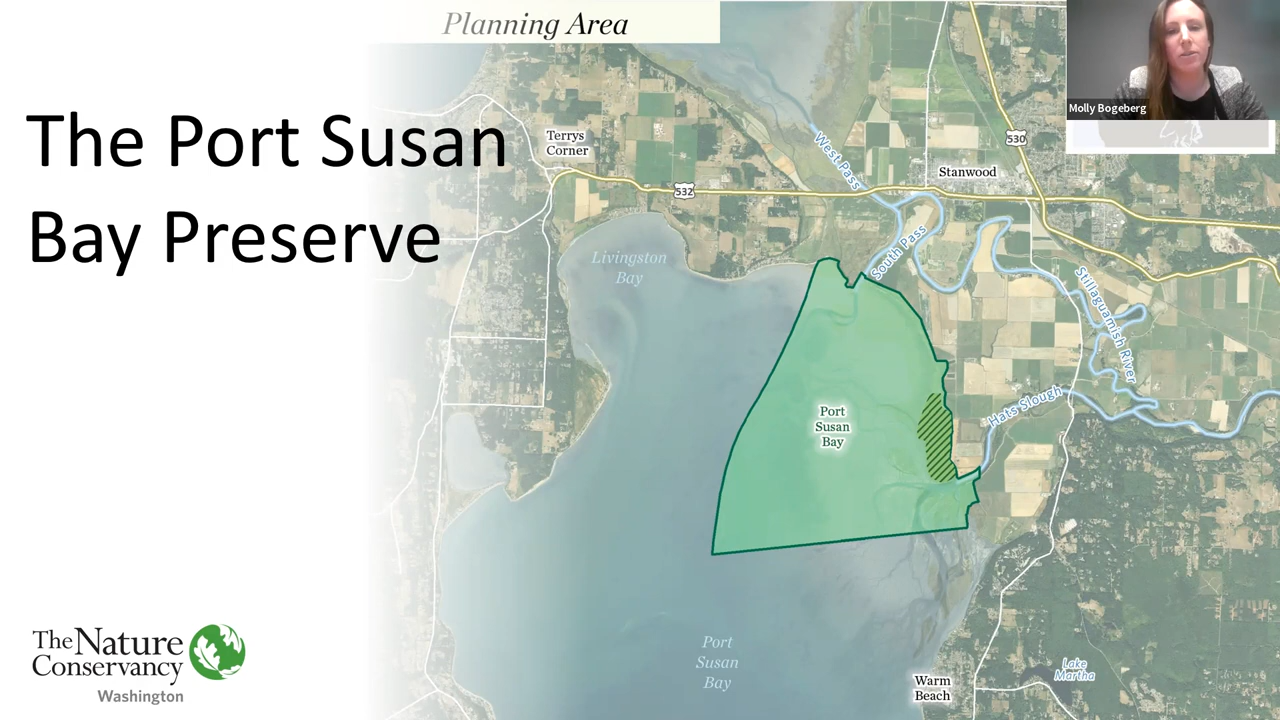 Planning Area
The Port Susan
Bay Preserve
Molly Bogeberg
Terrys
Corner
West Pass
530
Stanwood
532
South Pass
Livingston
Bay
Stillaguamish River
Port
Susan
Bay
Hats Slough
Port
Susan
Bay
Warm
Beach
Lake
Martha
The Nature
Conservancy
Washington